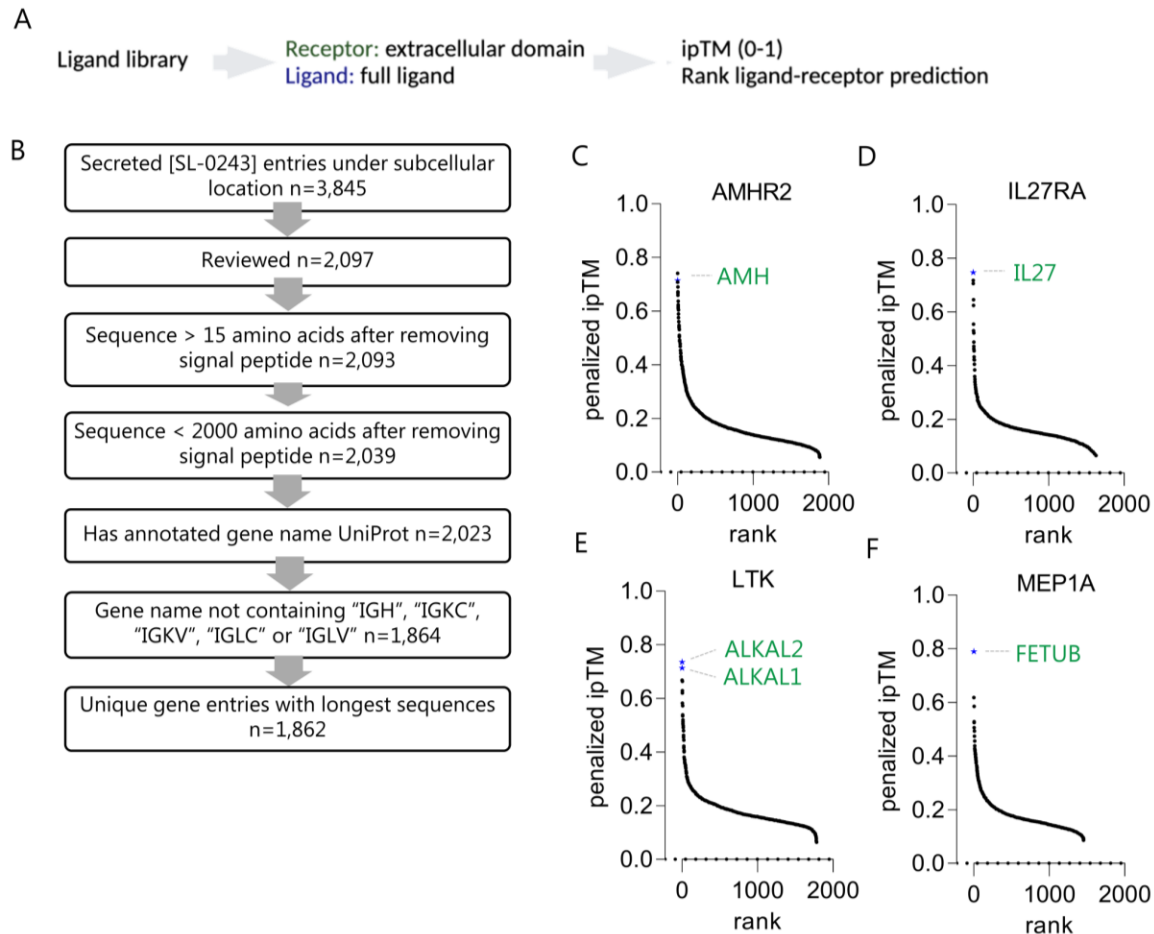 A
Ligand library
Receptor: extracellular domain
Ligand: full ligand
ipTM (0-1)
Rank ligand-receptor prediction
B
Secreted [SL-0243] entries under subcellular
location n=3,845
Reviewed n=2,097
Sequence > 15 amino acids after removing
signal peptide n=2,093
Sequence < 2000 amino acids after removing
signal peptide n=2,039
Has annotated gene name UniProt n=2,023
Gene name not containing “IGH”, “IGKC”,
“IGKV”, “IGLC” or “IGLV” n=1,864
Unique gene entries with longest sequences
n=1,862
C
AMHR2
penalized ipTM
1.0
0.8
0.6
0.4
0.2
0.0
AMH
0 1000 2000
rank
D
IL27RA
penalized ipTM
1.0
0.8
0.6
0.4
0.2
0.0
IL27
0 1000 2000
rank
E
LTK
penalized ipTM
1.0
0.8
0.6
0.4
0.2
0.0
ALKAL2
ALKAL1
0 1000 2000
rank
F
MEP1A
penalized ipTM
1.0
0.8
0.6
0.4
0.2
0.0
FETUB
0 1000 2000
rank